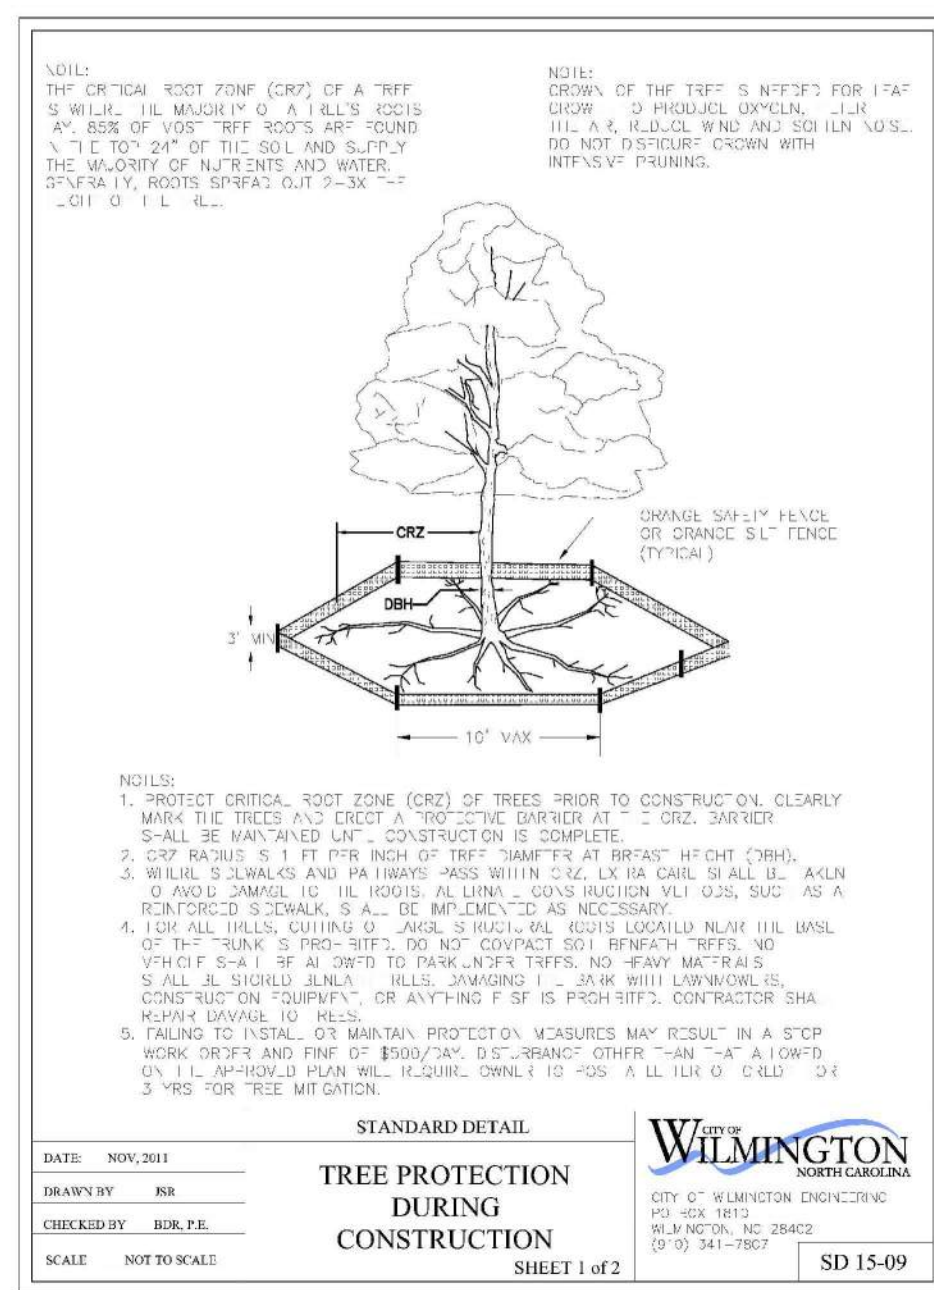 NOTE:
THE CRITICAL ROOT ZONE (CRZ) OF A TREE
IS WHERE THE MAJORITY OF A TREE'S ROOTS
LAY. 85% OF MOST TREE ROOTS ARE FOUND
IN THE TOP 24" OF THE SOIL AND SUPPLY
THE MAJORITY OF NUTRIENTS AND WATER.
GENERALLY, ROOTS SPREAD OUT 2-3X THE
HEIGHT OF THE TREE.
NOTE:
CROWN OF THE TREE IS NEEDED FOR LEAF
GROWTH TO PRODUCE OXYGEN, FILTER
THE AIR, REDUCE WIND AND SOFTEN NOISE.
DO NOT DISFIGURE CROWN WITH
INTENSIVE PRUNING.
ORANGE SAFETY FENCE
OR ORANGE SILT FENCE
(TYPICAL)
CRZ
DBH
3' MIN
10' MAX
NOTES:
1. PROTECT CRITICAL ROOT ZONE (CRZ) OF TREES PRIOR TO CONSTRUCTION. CLEARLY
MARK THE TREES AND ERECT A PROTECTIVE BARRIER AT THE CRZ. BARRIER
SHALL BE MAINTAINED UNTIL CONSTRUCTION IS COMPLETE.
2. CRZ RADIUS IS 1 FT PER INCH OF TREE DIAMETER AT BREAST HEIGHT (DBH).
3. WHERE SIDEWALKS AND PATHWAYS PASS WITHIN CRZ, EXTRA CARE SHALL BE TAKEN
TO AVOID DAMAGE TO THE ROOTS. ALTERNATE CONSTRUCTION METHODS, SUCH AS A
REINFORCED SIDEWALK, SHALL BE IMPLEMENTED AS NECESSARY.
4. FOR ALL TREES, CUTTING OF LARGE STRUCTURAL ROOTS LOCATED NEAR THE BASE
OF THE TRUNK IS PROHIBITED. DO NOT COMPACT SOIL BENEATH TREES. NO
VEHICLE SHALL BE ALLOWED TO PARK UNDER TREES. NO HEAVY MATERIALS
SHALL BE STORED BENEATH TREES. DAMAGING THE BARK WITH LAWNMOWERS,
CONSTRUCTION EQUIPMENT, OR ANYTHING ELSE IS PROHIBITED. CONTRACTOR SHALL
REPAIR DAMAGE TO TREES.
5. FAILING TO INSTALL OR MAINTAIN PROTECTION MEASURES MAY RESULT IN A STOP
WORK ORDER AND FINE OF $500/DAY. DISTURBANCE OTHER THAN THAT ALLOWED
ON THE APPROVED PLAN WILL REQUIRE OWNER TO POST A LETTER OF CREDIT FOR
3 YRS FOR TREE MITIGATION.
STANDARD DETAIL
DATE: NOV, 2011
DRAWN BY JSR
CHECKED BY BDR, P.E.
SCALE NOT TO SCALE
TREE PROTECTION
DURING
CONSTRUCTION
SHEET 1 of 2
CITY OF
WILMINGTON
NORTH CAROLINA
CITY OF WILMINGTON ENGINEERING
PO BOX 1810
WILMINGTON, NC 28402
(910) 341-7807
SD 15-09